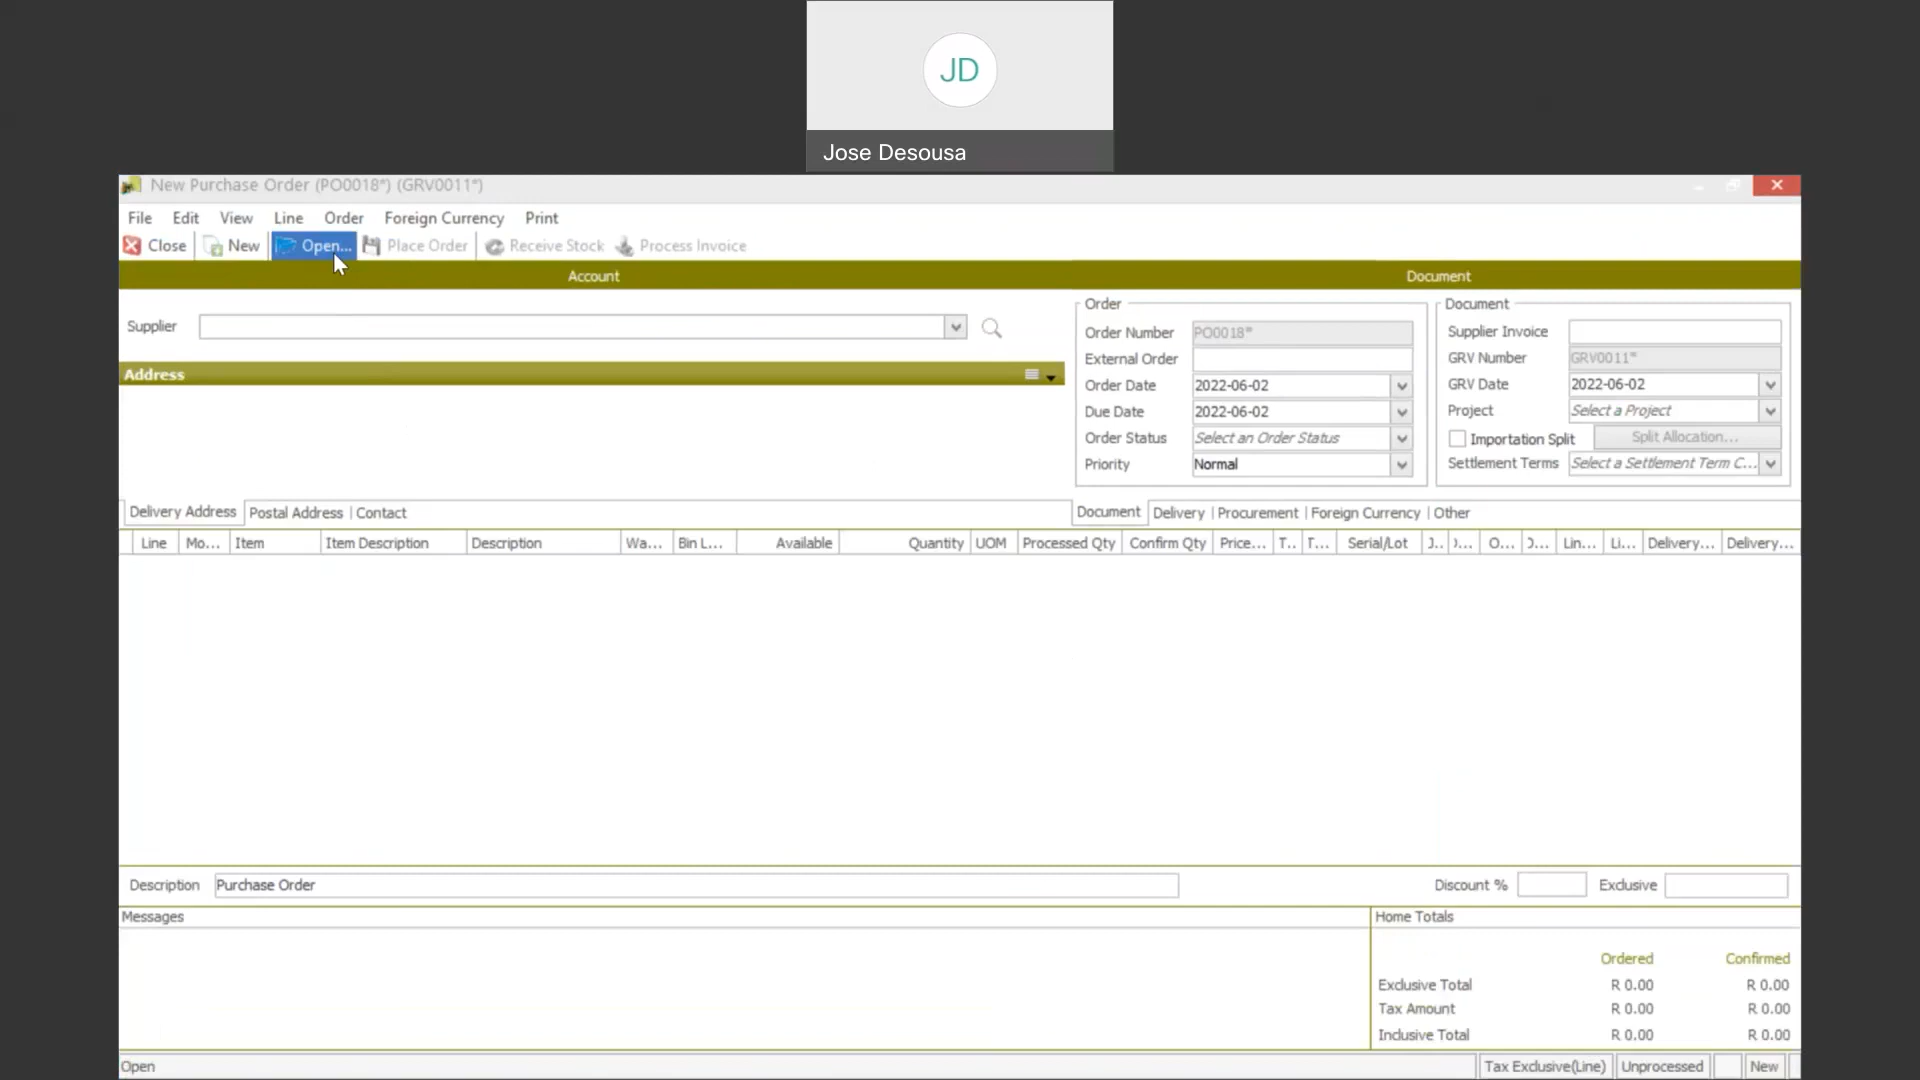 JD
Jose Desousa
New Purchase Order (PO0018*) (GRV0011*)
File Edit View Line Order Foreign Currency Print
Close New Open... Place Order Receive Stock Process Invoice
Account Document
Supplier
Address
Order
Order Number PO0018*
External Order
Order Date 2022-06-02
Due Date 2022-06-02
Order Status Select an Order Status
Priority Normal
Document
Supplier Invoice
GRV Number GRV0011*
GRV Date 2022-06-02
Project Select a Project
Importation Split Split Allocation...
Settlement Terms Select a Settlement Term C...
Delivery Address Postal Address | Contact
Document Delivery | Procurement | Foreign Currency | Other
Line Mo... Item Item Description Description Wa... Bin L... Available Quantity UOM Processed Qty Confirm Qty Price... T.. T... Serial/Lot J.. O... Lin... Li... Delivery... Delivery...
Description Purchase Order Discount % Exclusive
Messages
Home Totals
Ordered Confirmed
Exclusive Total R 0.00 R 0.00
Tax Amount R 0.00 R 0.00
Inclusive Total R 0.00 R 0.00
Open Tax Exclusive(Line) Unprocessed New